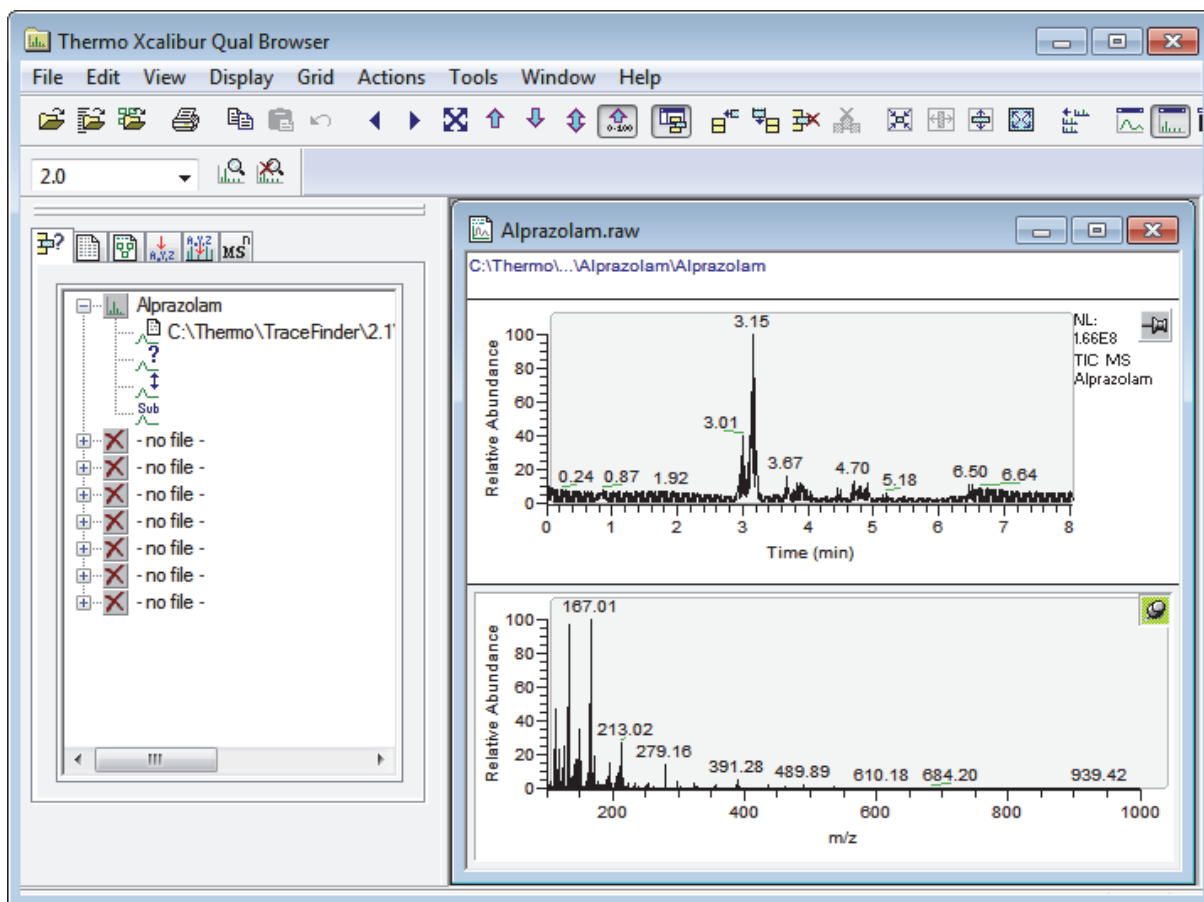 Thermo Xcalibur Qual Browser
File Edit View Display Grid Actions Tools Window Help
0-100
2.0
A,Y,Z
A,Y,Z
MSn
Alprazolam
C:\Thermo\TraceFinder\2.1\
?
Sub
- no file -
- no file -
- no file -
- no file -
- no file -
- no file -
- no file -
Alprazolam.raw
C:\Thermo\...\Alprazolam\Alprazolam
NL:
1.66E8
TIC MS
Alprazolam
Relative Abundance
100
80
60
40
20
0
3.15
3.01
3.67
4.70
0.24 0.87 1.92
5.18
6.50 6.64
0 1 2 3 4 5 6 7 8
Time (min)
Relative Abundance
100
80
60
40
20
0
167.01
213.02
279.16
391.28 489.89 610.18 684.20 939.42
200 400 600 800 1000
m/z